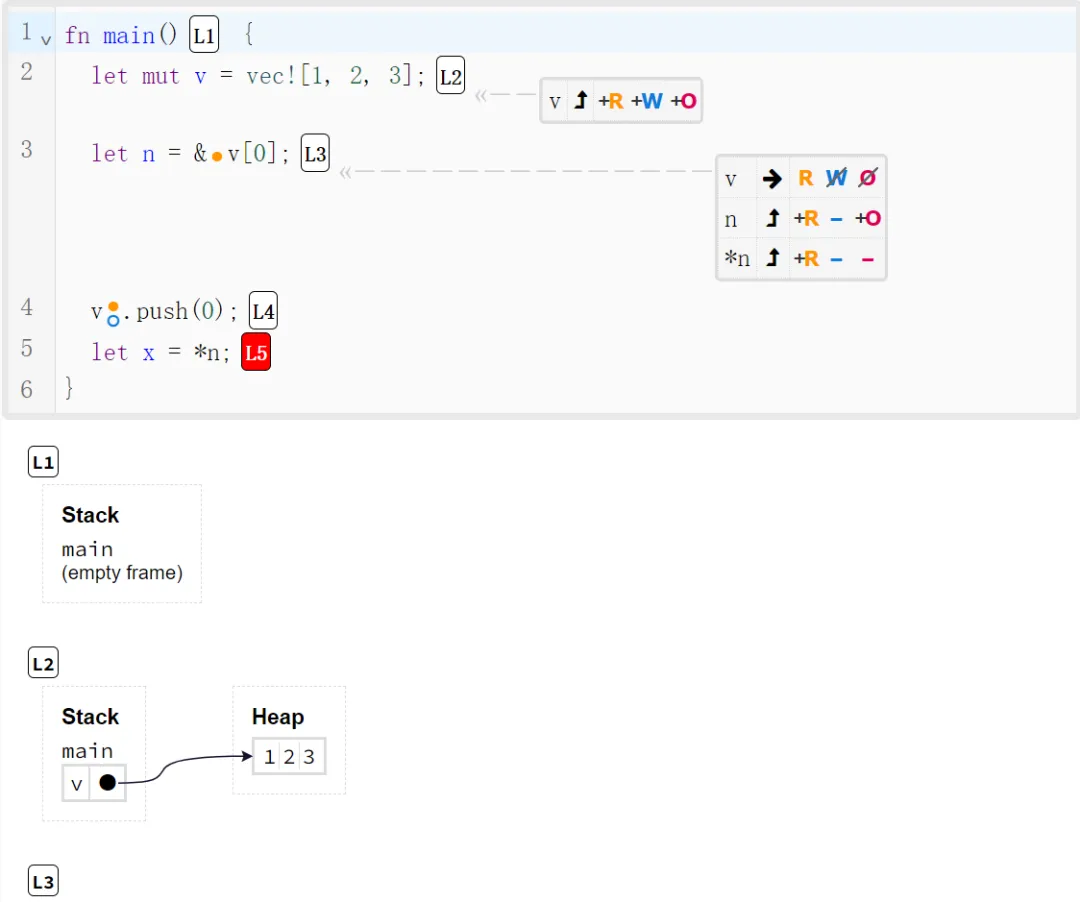 1 fn main() L1 {
2 let mut v = vec![1, 2, 3]; L2
v +R +W +O
3 let n = &v[0]; L3
v R W O
n +R - +O
*n +R - -
4 v.push(0); L4
5 let x = *n; L5
6 }
L1
Stack
main
(empty frame)
L2
Stack Heap
main 1 2 3
v
L3